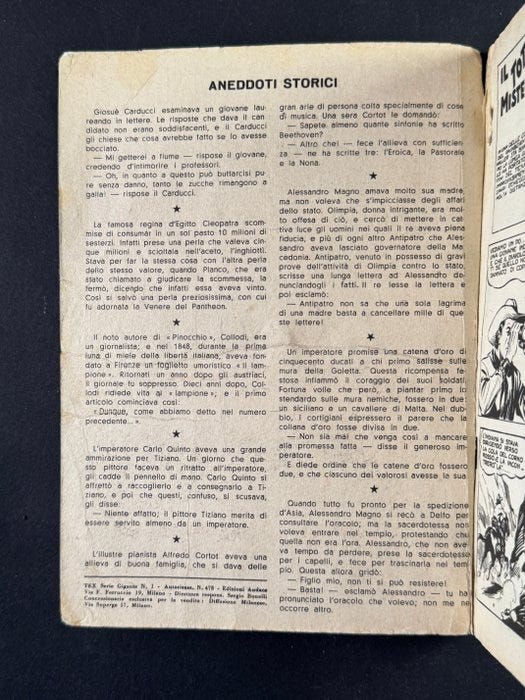 ANEDDOTI STORICI
Giosuè Carducci esaminava un giovane lau-
reando in lettere. Le risposte che dava il can
didato non erano soddisfacenti, e il Carducci
gli chiese che cosa avrebbe fatto se lo avesse
bocciato.
— Mi getterei a fiume — rispose il giovane,
credendo d'intimorire i professori.
— Oh, in quanto a questo può buttarcisi pu
re senza danno, tanto le zucche rimangono a
galla! — rispose il Carducci.
★
La famosa regina d'Egitto Cleopatra scom-
mise di consumar in un sol pasto 10 milioni di
sesterzi. Infatti prese una perla che valeva cin-
que milioni e scioltala nell'aceto, l'inghiottì.
Stava per far la stessa cosa con l'altra perla
dello stesso valore, quando Planco, che era
stato chiamato a giudicare la scommessa, la
fermò, dicendo che infatti essa aveva vinto.
Così si salvò una perla preziosissima, con cui
fu adornata la Venere del Pantheon.
★
Il noto autore di « Pinocchio », Collodi, era
un giornalista; e nel 1848, durante la prima
luna di miele della libertà italiana, aveva fon-
dato a Firenze un foglietto umoristico « Il lam-
pione ». Ritornati un anno dopo gli austriaci,
il giornale fu soppresso. Dieci anni dopo, Col-
lodi ridiede vita al « lampione », e il primo
articolo cominciava così:
« Dunque, come abbiamo detto nel numero
precedente... ».
★
L'imperatore Carlo Quinto aveva una grande
ammirazione per Tiziano. Un giorno che que-
sto pittore faceva un ritratto all'imperatore,
gli cadde il pennello di mano. Carlo Quinto si
affrettò a raccoglierlo e a consegnarlo a Ti-
ziano, e poi che questi, confuso, si scusava,
gli disse:
— Niente affatto; il pittore Tiziano merita di
essere servito almeno da un imperatore.
★
L'illustre pianista Alfredo Cortot aveva una
allieva di buona famiglia, che si dava delle
TEX Serie Gigante N. 1 - Autorizzaz. N. 478 - Edizioni Audace
Via F. Ferruccio 19, Milano - Direttore respons. Sergio Bonelli
Concessionario esclusiva per la vendita: Diffusione Milanese,
Via Soperga 57, Milano.
gran arie di persona colta specialmente di cose
di musica. Una sera Cortot le domandò:
— Sapete almeno quante sinfonie ha scritto
Beethoven?
— Altro che! — fece l'allieva con sufficien
za — ne ha scritte tre: l'Eroica, la Pastorale
e la Nona.
★
Alessandro Magno amava molto sua madre,
ma non voleva che s'impicciasse degli affari
dello stato. Olimpia, donna intrigante, era mol-
to offesa di ciò, e cercò di mettere in cat-
tiva luce gli uomini nei quali il re aveva piena
fiducia, e più di ogni altro Antipatro che Ales-
sandro aveva lasciato governatore della Ma
cedonia. Antipatro, venuto in possesso di gravi
prove dell'attività di Olimpia contro lo stato,
scrisse una lunga lettera ad Alessandro de-
nunciandogli i fatti. Il re lesse la lettera e
poi esclamò:
— Antipatro non sa che una sola lagrima
di una madre basta a cancellare mille di que
ste lettere!
★
Un imperatore promise una catena d'oro di
cinquecento ducati a chi primo salisse sulle
mura della Goletta. Questa ricompensa fe-
stosa infiammò il coraggio dei suoi soldati.
Fortuna volle che però, a piantar primo lo
stendardo sulle mura nemiche, fossero in due:
un siciliano e un cavaliere di Malta. Nel dub-
bio, i cortigiani espressero il parere che la
collana d'oro fosse divisa in due.
— Non sia mai che venga così a mancare
alla promessa fatta — disse il generoso im-
peratore.
E diede ordine che le catene d'oro fossero
due, e che ciascuno dei valorosi avesse la sua
★
Quando tutto fu pronto per la spedizione
d'Asia, Alessandro Magno si recò a Delfo per
consultare l'oracolo; ma la sacerdotessa non
voleva entrare nel tempio, protestando che
quella non era l'ora. Alessandro, che non ave-
va tempo da perdere, prese la sacerdotesse
per i capelli, e fece per trascinarla nel tem
pio. Questa allora gridò:
— Figlio mio, non ti si può resistere!
— Basta! — esclamò Alessandro — tu ha
pronunciato l'oracolo che volevo; non me ne
occorre altro.
IL